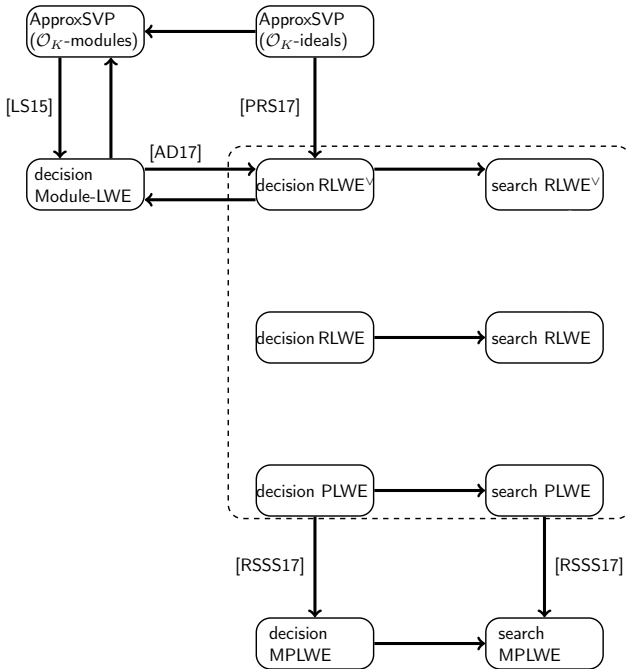 ApproxSVP
(𝒪_K-modules)
ApproxSVP
(𝒪_K-ideals)
[LS15]
[PRS17]
[AD17]
decision
Module-LWE
decision RLWE^∨
search RLWE^∨
decision RLWE
search RLWE
decision PLWE
search PLWE
[RSSS17]
[RSSS17]
decision
MPLWE
search
MPLWE